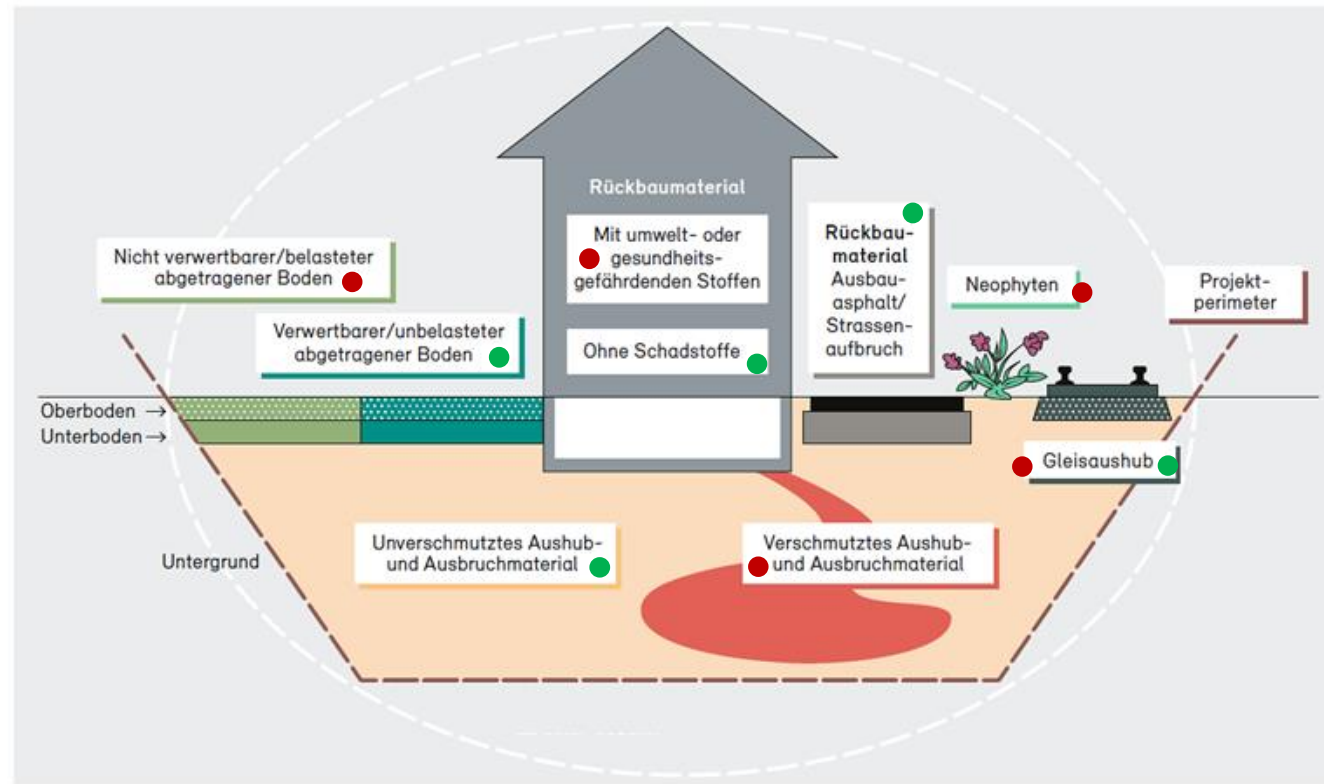 Rückbaumaterial
Mit umwelt- oder
gesundheits-
gefährdenden Stoffen
Ohne Schadstoffe
Nicht verwertbarer/belasteter
abgetragener Boden
Verwertbarer/unbelasteter
abgetragener Boden
Rückbau-
material
Ausbau-
asphalt/
Strassen-
aufbruch
Neophyten
Projekt-
perimeter
Oberboden →
Unterboden →
Gleisaushub
Untergrund
Unverschmutztes Aushub-
und Ausbruchmaterial
Verschmutztes Aushub-
und Ausbruchmaterial